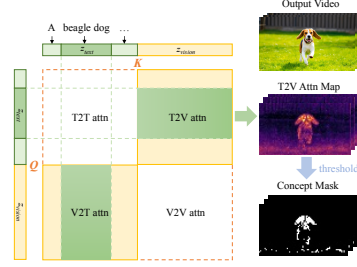 Output Video
A beagle dog ...
z_text
z_vision
K
T2V Attn Map
z_text
T2T attn
T2V attn
Q
threshold
Concept Mask
z_vision
V2T attn
V2V attn